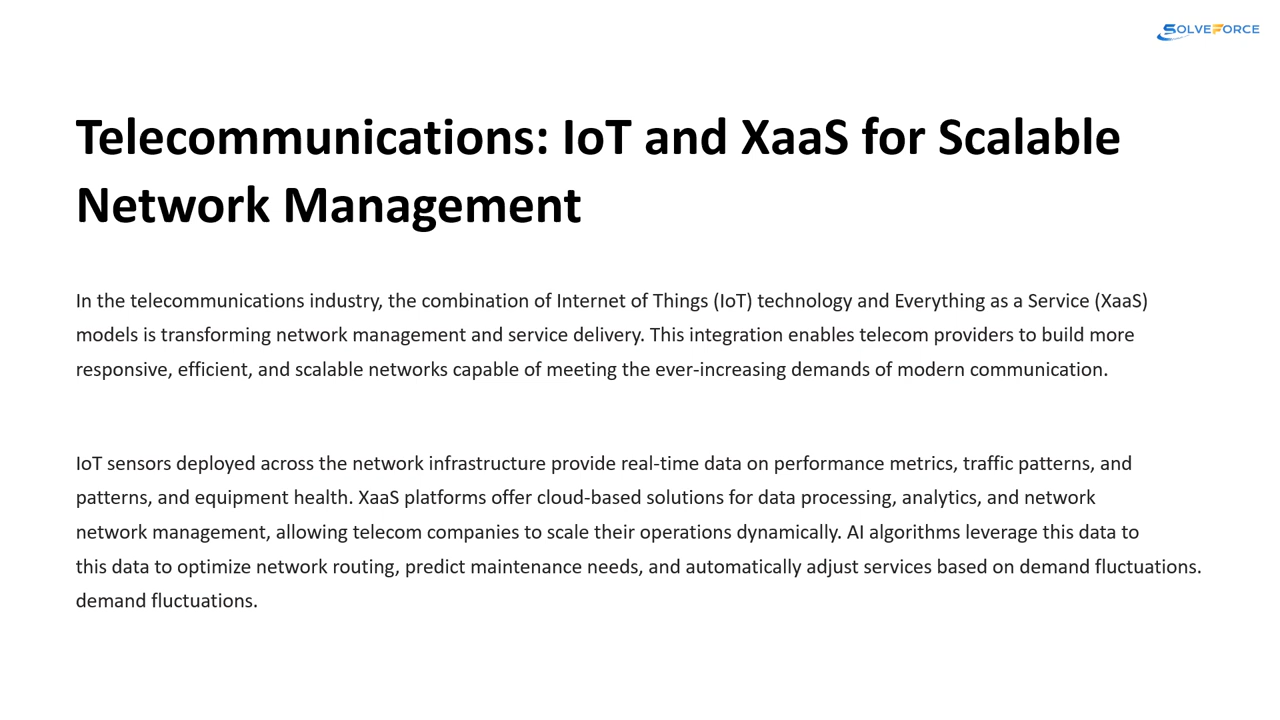 SOLVEFORCE
Telecommunications: IoT and XaaS for Scalable
Network Management
In the telecommunications industry, the combination of Internet of Things (IoT) technology and Everything as a Service (XaaS)
models is transforming network management and service delivery. This integration enables telecom providers to build more
responsive, efficient, and scalable networks capable of meeting the ever-increasing demands of modern communication.
IoT sensors deployed across the network infrastructure provide real-time data on performance metrics, traffic patterns, and
patterns, and equipment health. XaaS platforms offer cloud-based solutions for data processing, analytics, and network
network management, allowing telecom companies to scale their operations dynamically. AI algorithms leverage this data to
this data to optimize network routing, predict maintenance needs, and automatically adjust services based on demand fluctuations.
demand fluctuations.